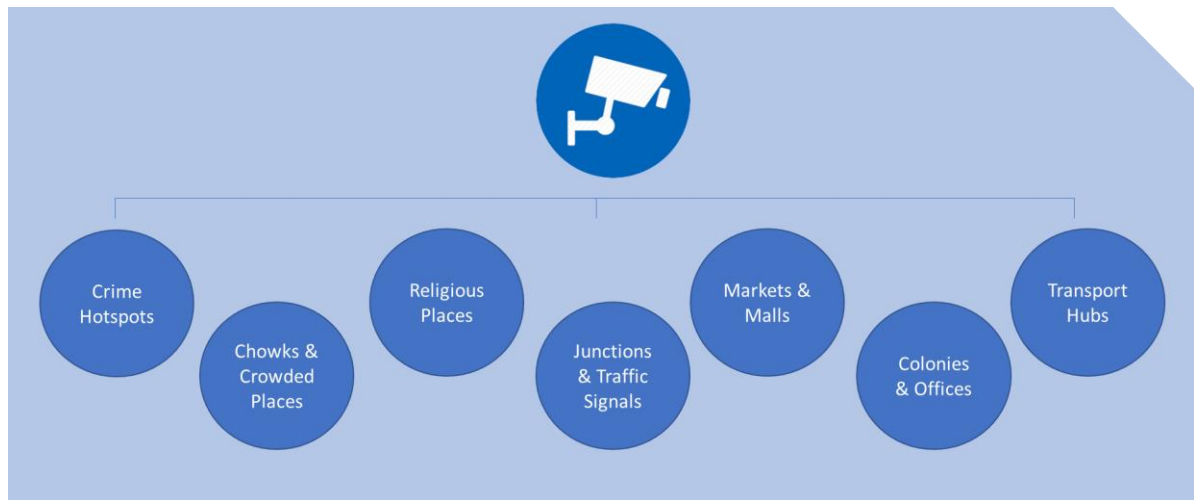 Crime
Hotspots
Chowks &
Crowded
Places
Religious
Places
Junctions
& Traffic
Signals
Markets &
Malls
Colonies
& Offices
Transport
Hubs